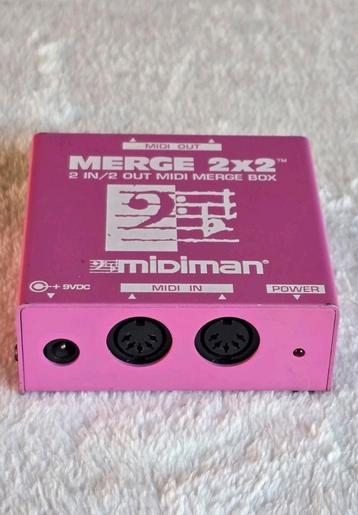 MIDI OUT
MERGE 2x2™
2 IN/2 OUT MIDI MERGE BOX
midiman®
+ 9VDC
MIDI IN
POWER